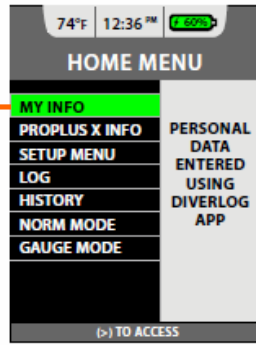 74°F 12:36 PM 60%
HOME MENU
MY INFO
PROPLUS X INFO
SETUP MENU
LOG
HISTORY
NORM MODE
GAUGE MODE
PERSONAL
DATA
ENTERED
USING
DIVERLOG
APP
(>) TO ACCESS